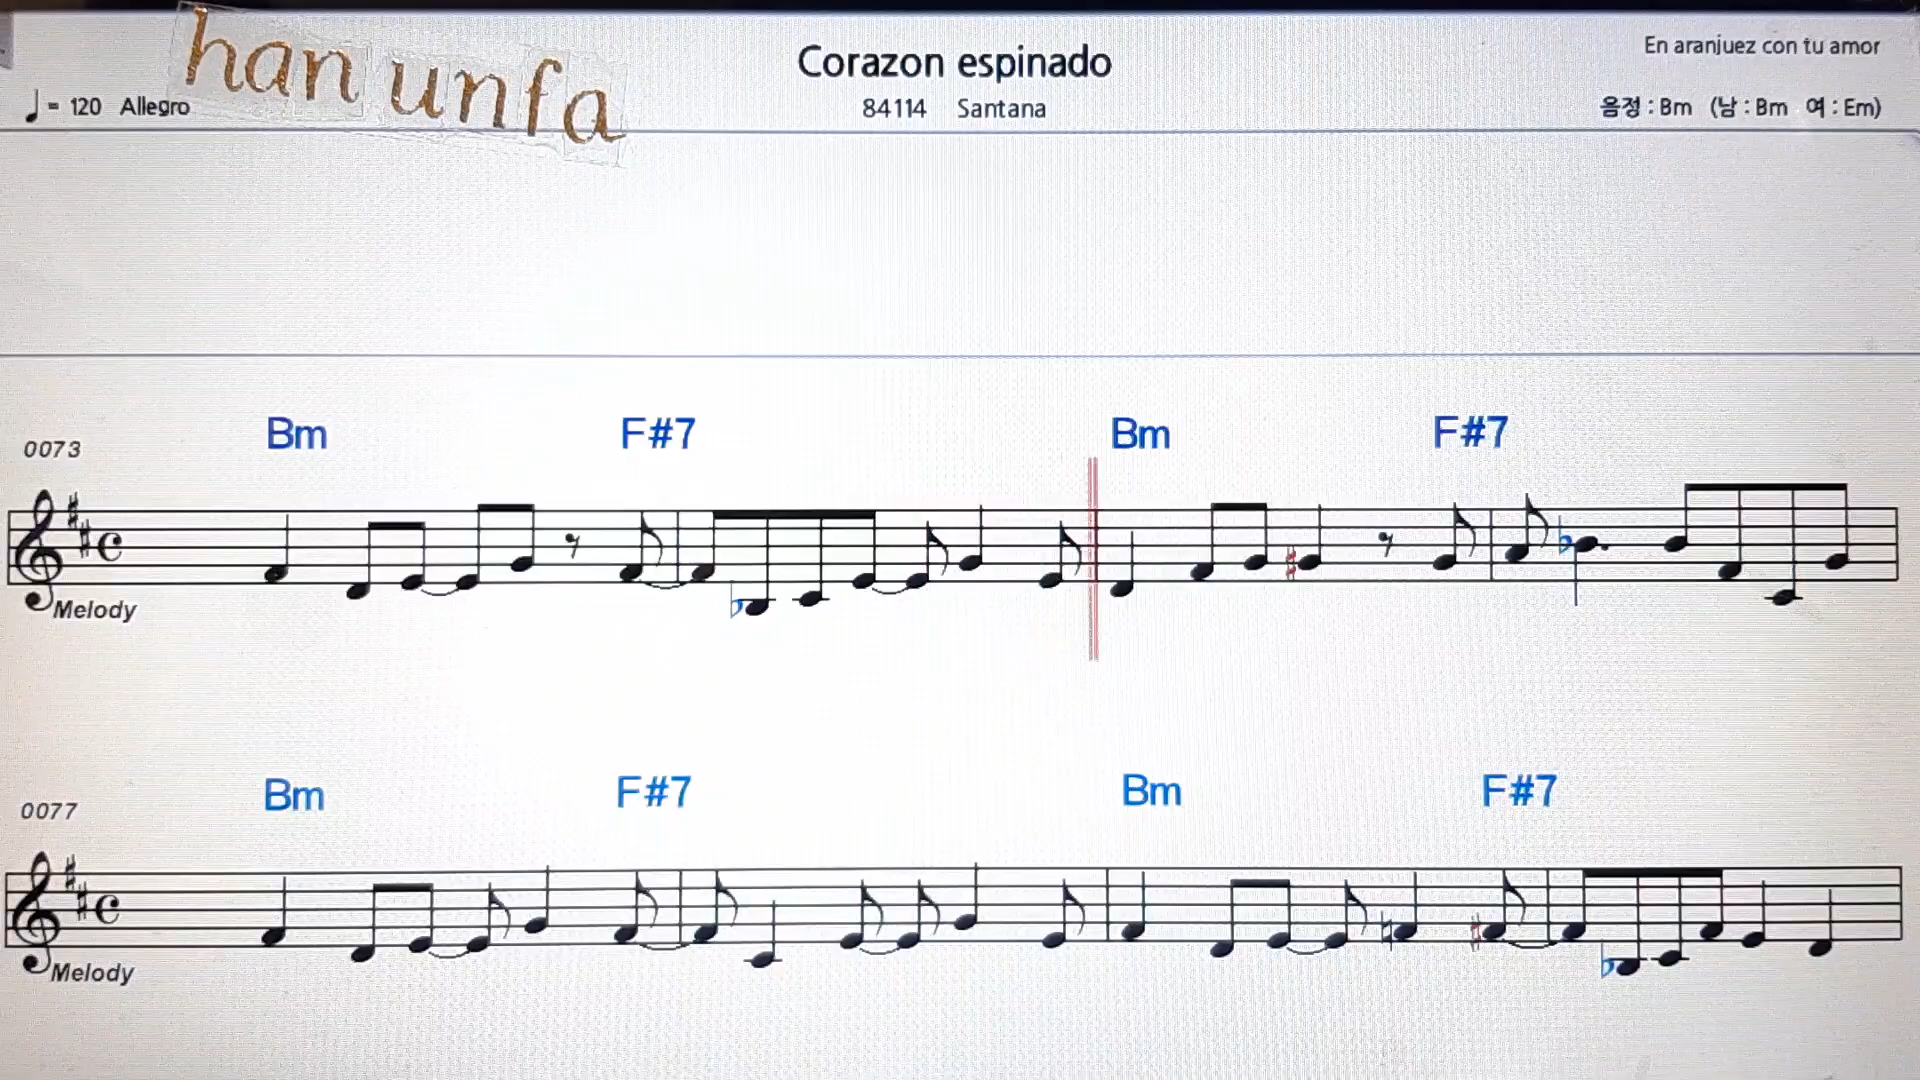 han unfa
Corazon espinado
En aranjuez con tu amor
♩ = 120 Allegro
84114 Santana
음정 : Bm (남 : Bm 여 : Em)
Bm F#7 Bm F#7
0073
Melody
Bm F#7 Bm F#7
0077
Melody